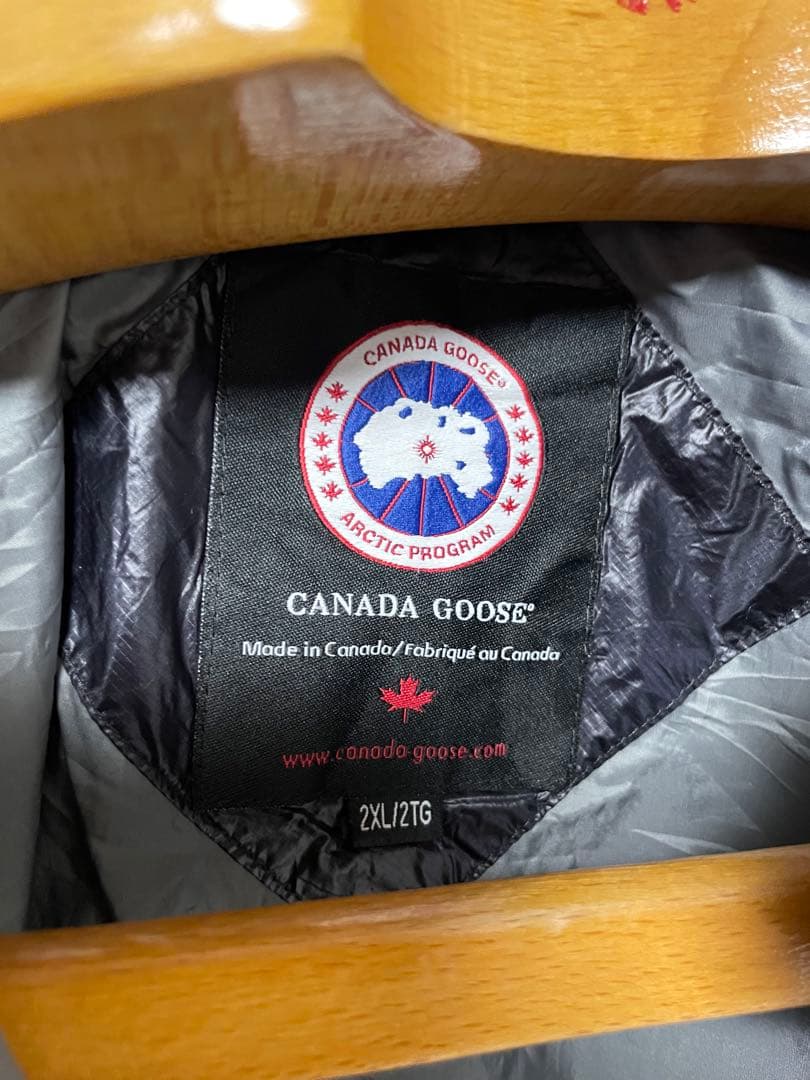 CANADA GOOSE®
ARCTIC PROGRAM
CANADA GOOSE®
Made in Canada/Fabriqué au Canada
www.canada-goose.com
2XL/2TG